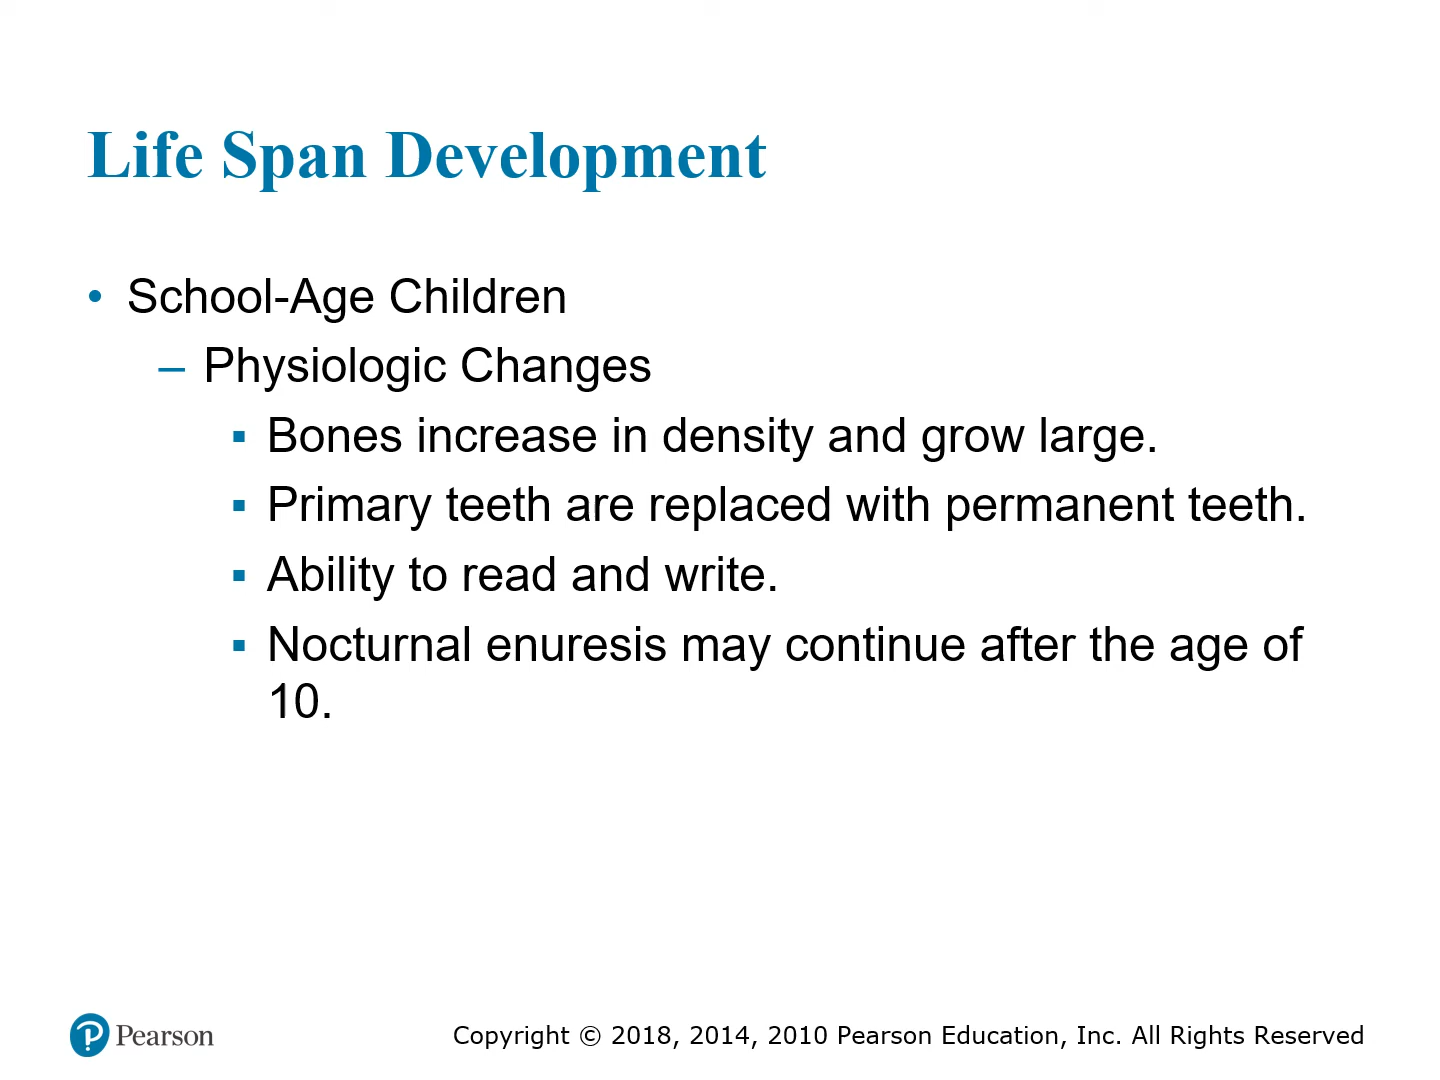 Life Span Development
• School-Age Children
– Physiologic Changes
▪ Bones increase in density and grow large.
▪ Primary teeth are replaced with permanent teeth.
▪ Ability to read and write.
▪ Nocturnal enuresis may continue after the age of
10.
Pearson
Copyright © 2018, 2014, 2010 Pearson Education, Inc. All Rights Reserved